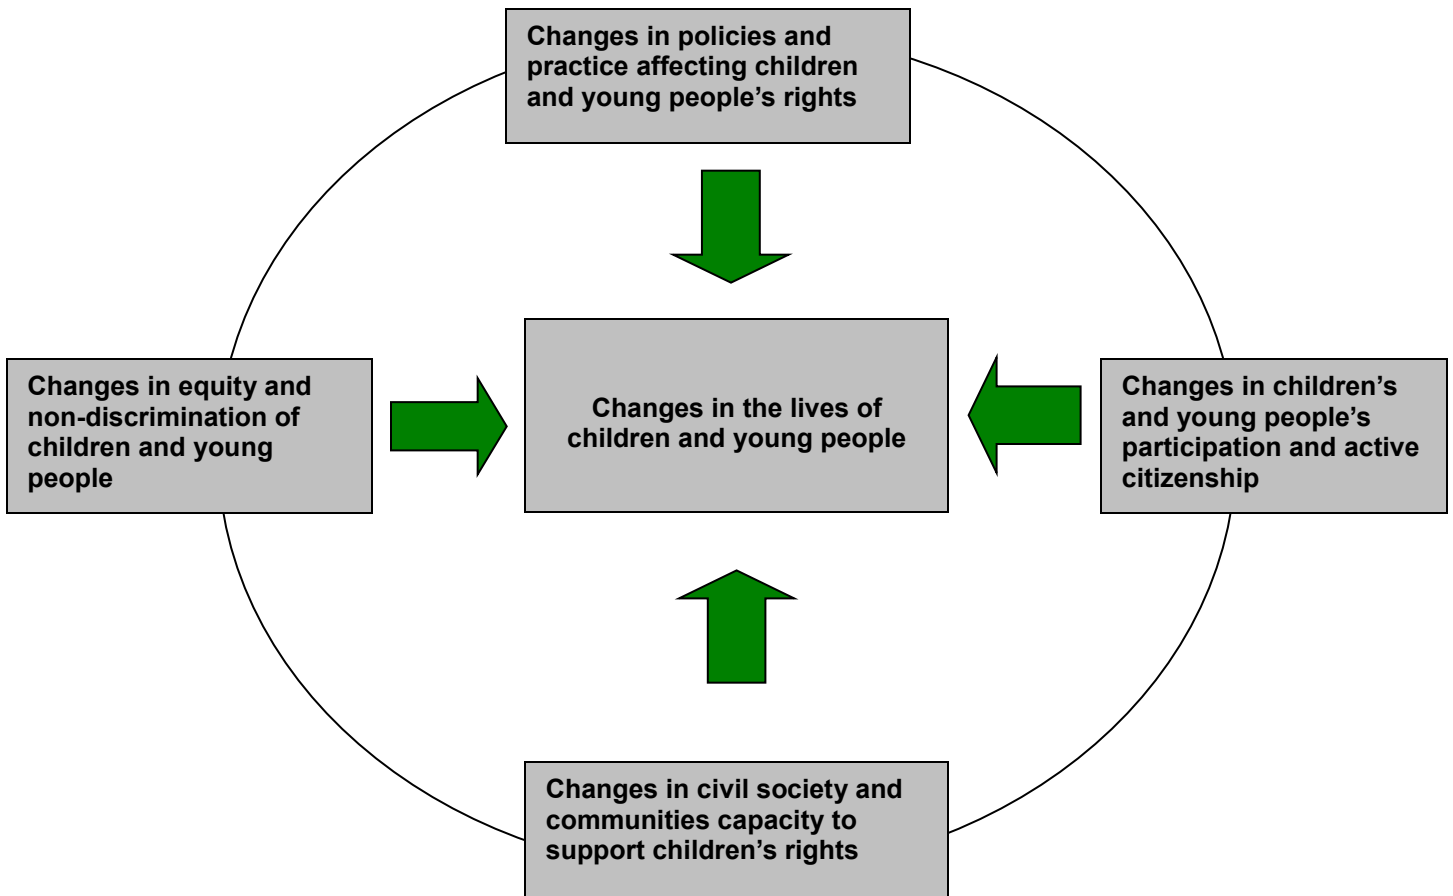 Changes in policies and
practice affecting children
and young people’s rights
Changes in equity and
non-discrimination of
children and young
people
Changes in the lives of
children and young people
Changes in children’s
and young people’s
participation and active
citizenship
Changes in civil society and
communities capacity to
support children’s rights